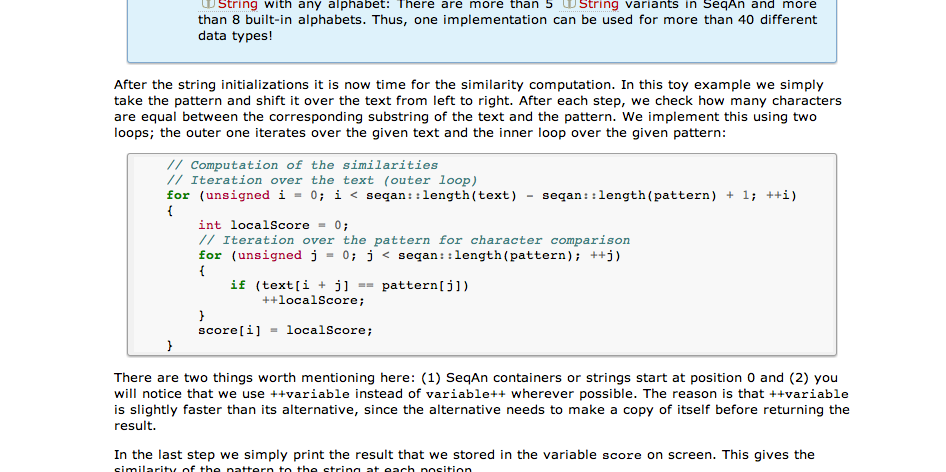 String with any alphabet: There are more than 5 String variants in SeqAn and more
than 8 built-in alphabets. Thus, one implementation can be used for more than 40 different
data types!
After the string initializations it is now time for the similarity computation. In this toy example we simply
take the pattern and shift it over the text from left to right. After each step, we check how many characters
are equal between the corresponding substring of the text and the pattern. We implement this using two
loops; the outer one iterates over the given text and the inner loop over the given pattern:
// Computation of the similarities
// Iteration over the text (outer loop)
for (unsigned i = 0; i < seqan::length(text) - seqan::length(pattern) + 1; ++i)
{
int localScore = 0;
// Iteration over the pattern for character comparison
for (unsigned j = 0; j < seqan::length(pattern); ++j)
{
if (text[i + j] == pattern[j])
++localScore;
}
score[i] = localScore;
}
There are two things worth mentioning here: (1) SeqAn containers or strings start at position 0 and (2) you
will notice that we use ++variable instead of variable++ wherever possible. The reason is that ++variable
is slightly faster than its alternative, since the alternative needs to make a copy of itself before returning the
result.
In the last step we simply print the result that we stored in the variable score on screen. This gives the
similarity of the pattern to the string at each position.